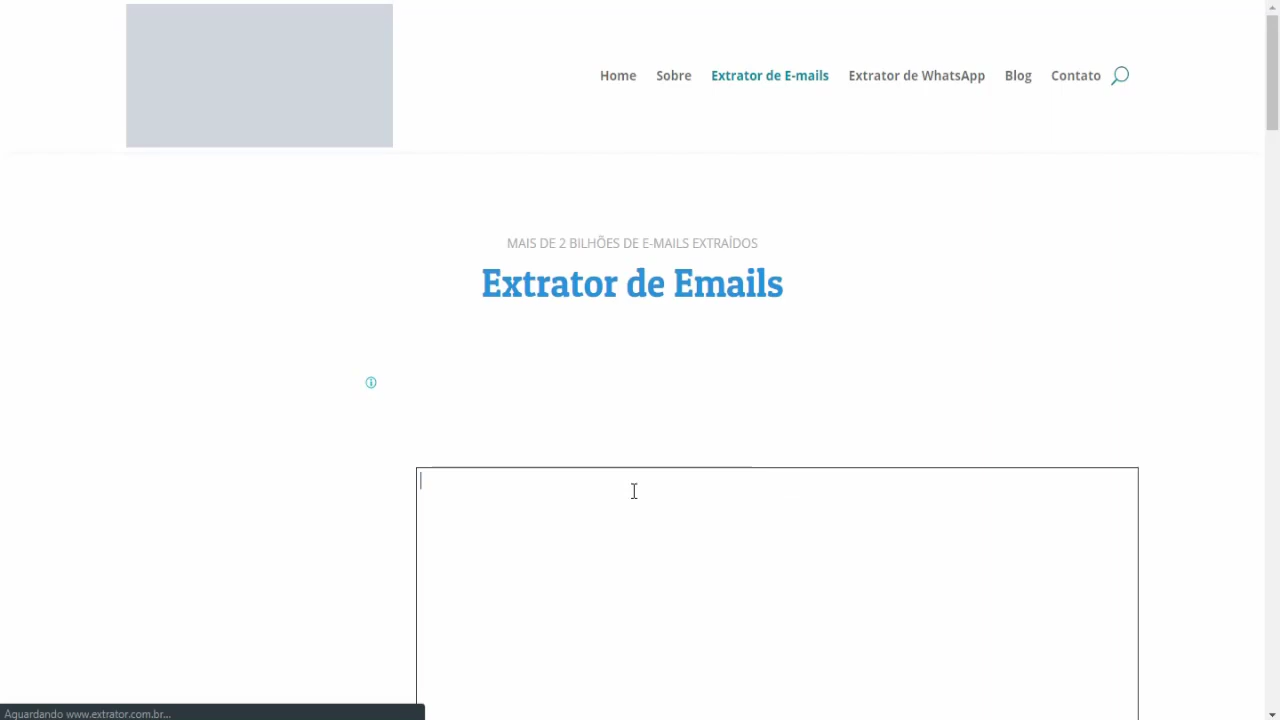 Home Sobre Extrator de E-mails Extrator de WhatsApp Blog Contato
MAIS DE 2 BILHÕES DE E-MAILS EXTRAÍDOS
Extrator de Emails
Aguardando www.extrator.com.br...